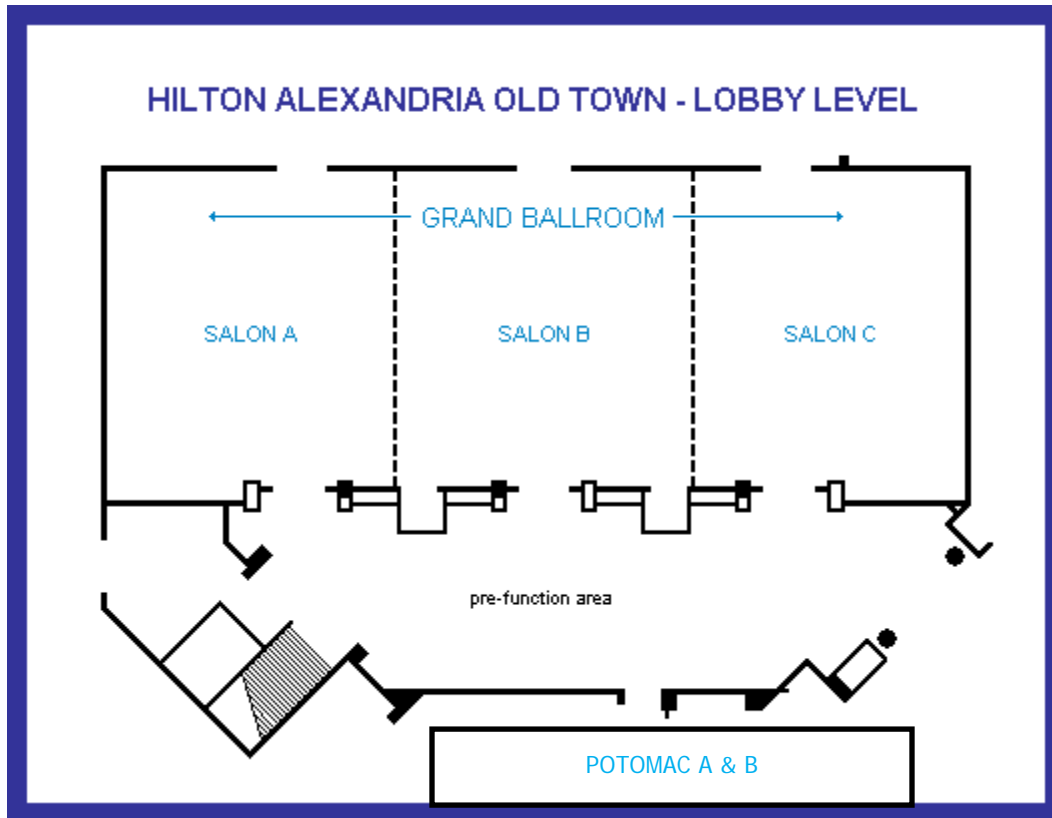 HILTON ALEXANDRIA OLD TOWN - LOBBY LEVEL
GRAND BALLROOM
SALON A
SALON B
SALON C
pre-function area
POTOMAC A & B